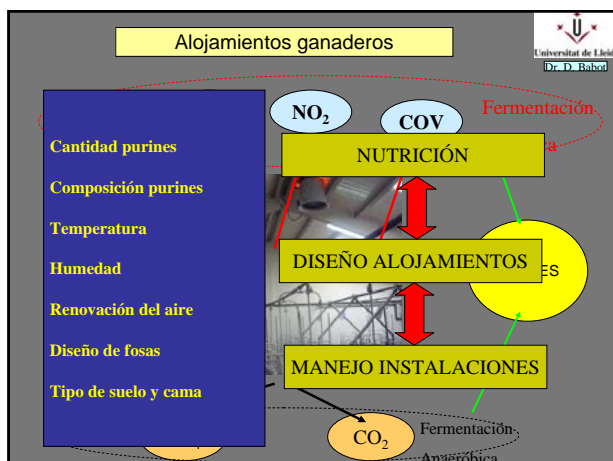 Alojamientos ganaderos
Universitat de Lleida
Dr. D. Babot
NO2
COV
Fermentación
NUTRICIÓN
Cantidad purines
Composición purines
Temperatura
Humedad
Renovación del aire
Diseño de fosas
Tipo de suelo y cama
DISEÑO ALOJAMIENTOS
MANEJO INSTALACIONES
CO2
Fermentación
Anaeróbica